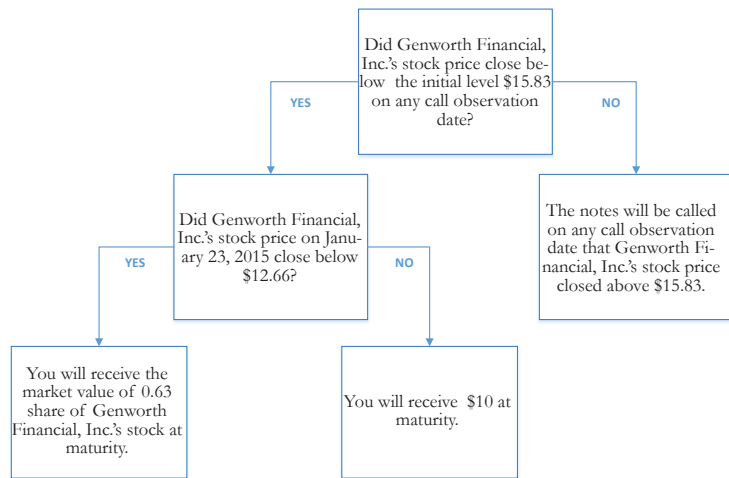 Did Genworth Financial,
Inc.'s stock price close be-
low the initial level $15.83
on any call observation
date?
YES
NO
Did Genworth Financial,
Inc.'s stock price on Janu-
ary 23, 2015 close below
$12.66?
The notes will be called
on any call observation
date that Genworth Fi-
nancial, Inc.'s stock price
closed above $15.83.
YES
NO
You will receive the
market value of 0.63
share of Genworth
Financial, Inc.'s stock at
maturity.
You will receive $10 at
maturity.